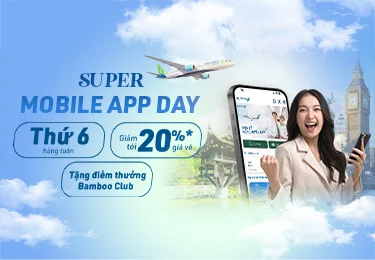 SUPER
MOBILE APP DAY
Thứ 6
hàng tuần
Giảm
tới
20%*
giá vé
Tặng điểm thưởng
Bamboo Club